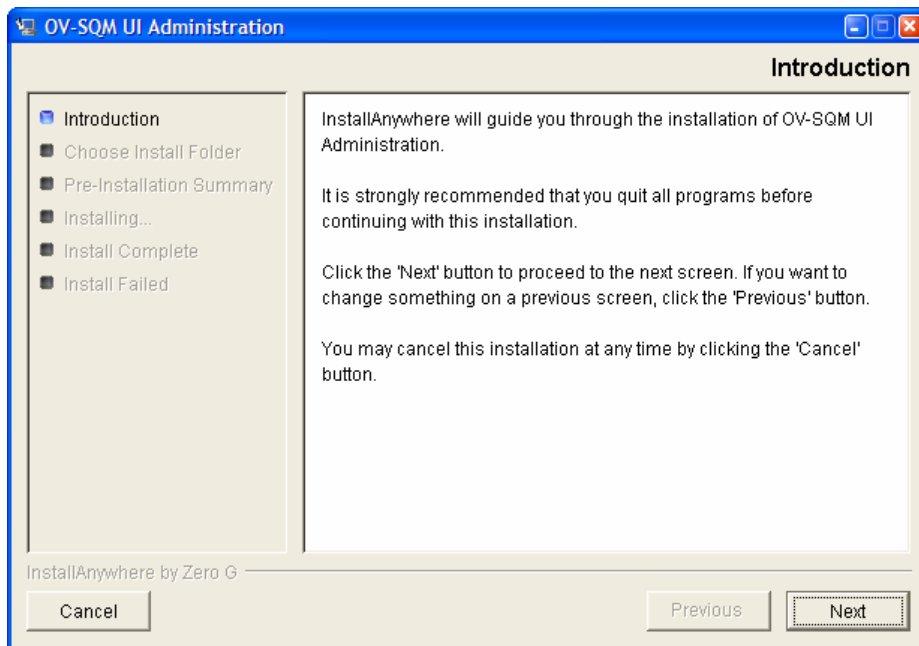 OV-SQM UI Administration
Introduction
Introduction
Choose Install Folder
Pre-Installation Summary
Installing...
Install Complete
Install Failed
InstallAnywhere will guide you through the installation of OV-SQM UI
Administration.
It is strongly recommended that you quit all programs before
continuing with this installation.
Click the 'Next' button to proceed to the next screen. If you want to
change something on a previous screen, click the 'Previous' button.
You may cancel this installation at any time by clicking the 'Cancel'
button.
InstallAnywhere by Zero G
Cancel
Previous
Next